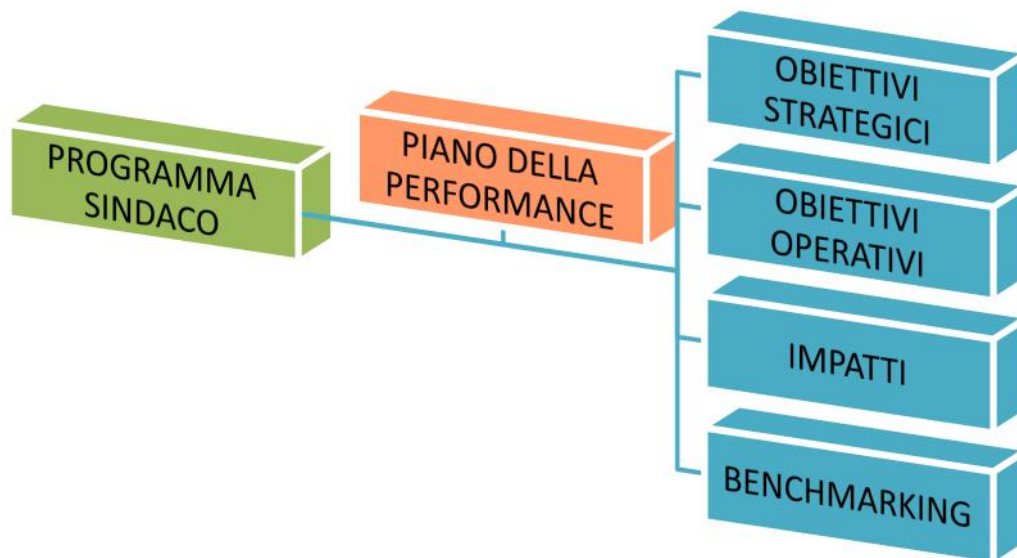 PROGRAMMA
SINDACO
PIANO DELLA
PERFORMANCE
OBIETTIVI
STRATEGICI
OBIETTIVI
OPERATIVI
IMPATTI
BENCHMARKING